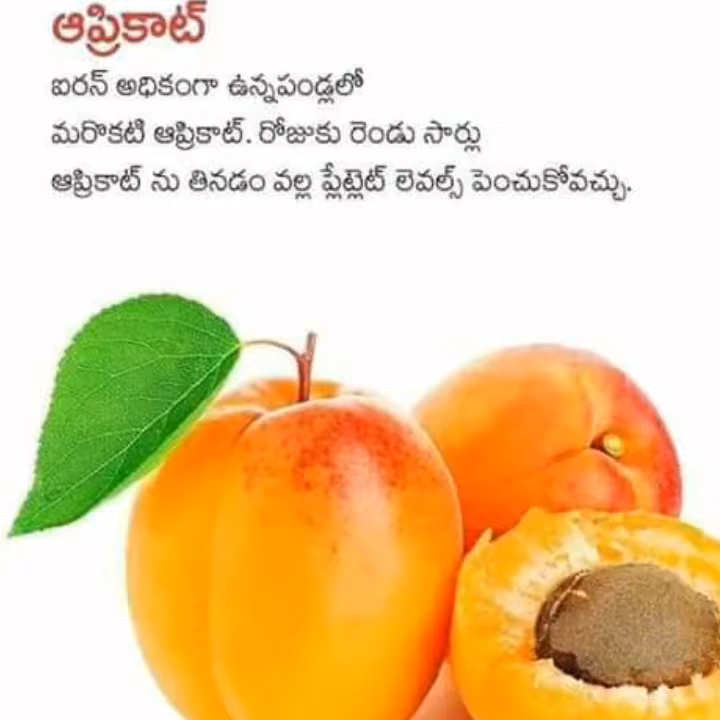 ఆప్రికాట్
ఐరన్ అధికంగా ఉన్నపండ్లలో
మరొకటి ఆప్రికాట్. రోజుకు రెండు సార్లు
ఆప్రికాట్ ను తినడం వల్ల ప్లేట్లెట్ లెవల్స్ పెంచుకోవచ్చు.